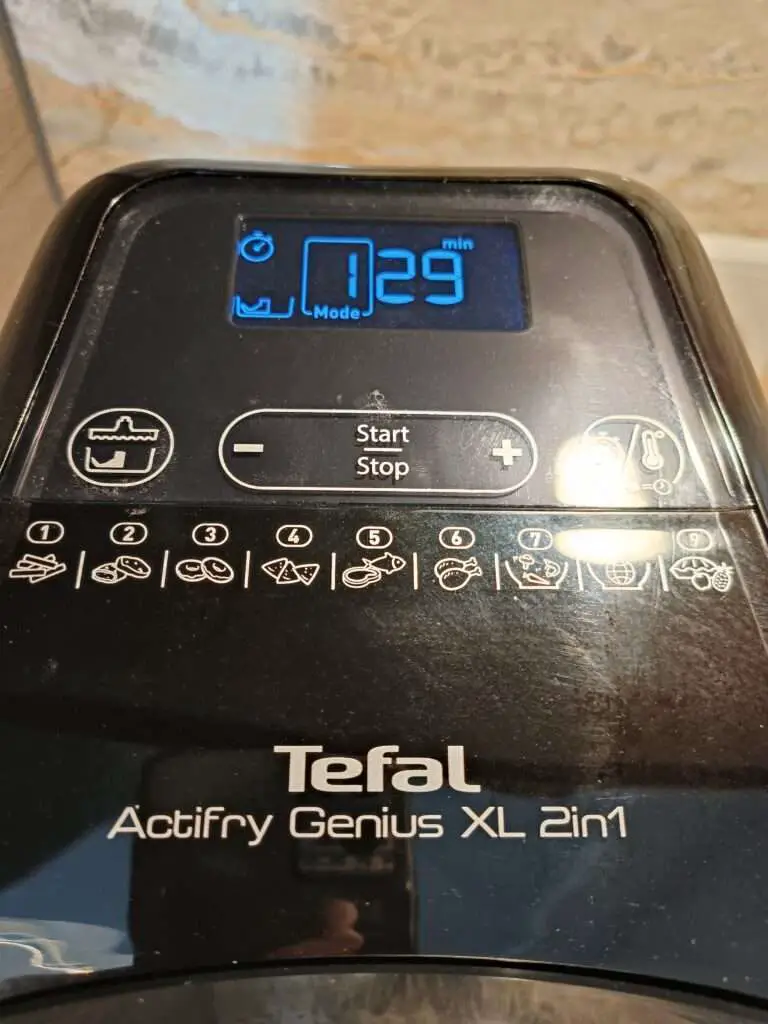 1 29 min
Mode
- Start +
Stop
1 2 3 4 5 6 7 9
Tefal
Actifry Genius XL 2in1